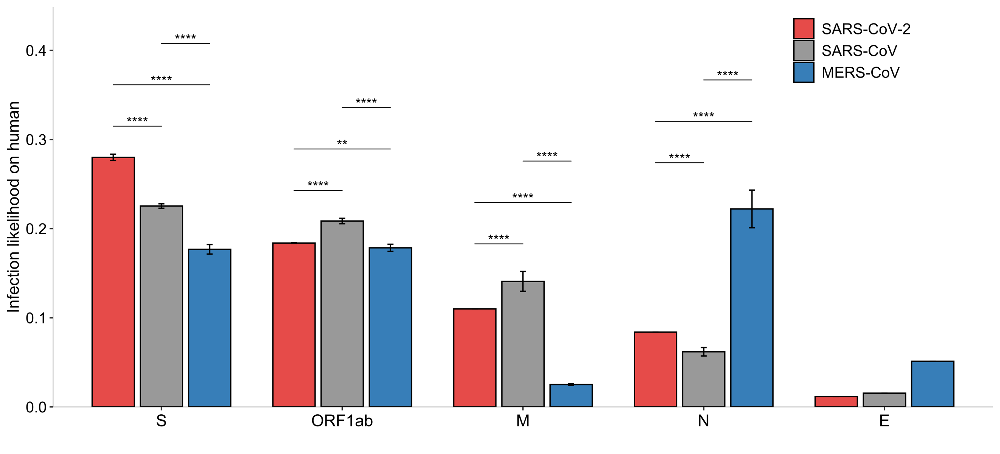 SARS-CoV-2
SARS-CoV
MERS-CoV
Infection likelihood on human
0.4
0.3
0.2
0.1
0.0
****
****
****
****
**
****
****
****
****
****
****
****
S
ORF1ab
M
N
E